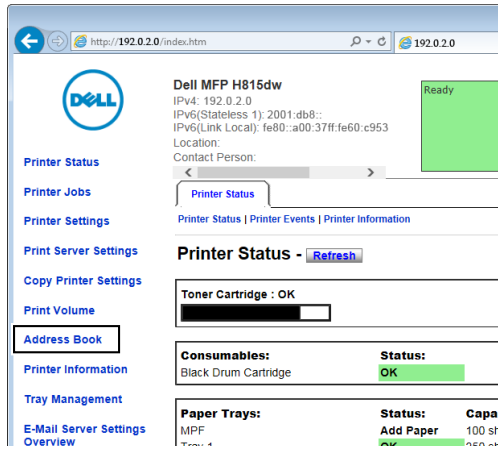 http://192.0.2.0/index.htm
192.0.2.0
DELL
Dell MFP H815dw
IPv4: 192.0.2.0
IPv6(Stateless 1): 2001:db8::
IPv6(Link Local): fe80::a00:37ff:fe60:c953
Location:
Contact Person:
Ready
Printer Status
Printer Jobs
Printer Settings
Print Server Settings
Copy Printer Settings
Print Volume
Address Book
Printer Information
Tray Management
E-Mail Server Settings
Overview
Printer Status
Printer Status | Printer Events | Printer Information
Printer Status - Refresh
Toner Cartridge : OK
Consumables: Status:
Black Drum Cartridge OK
Paper Trays: Status:
MPF Add Paper 100
Tray 1 OK